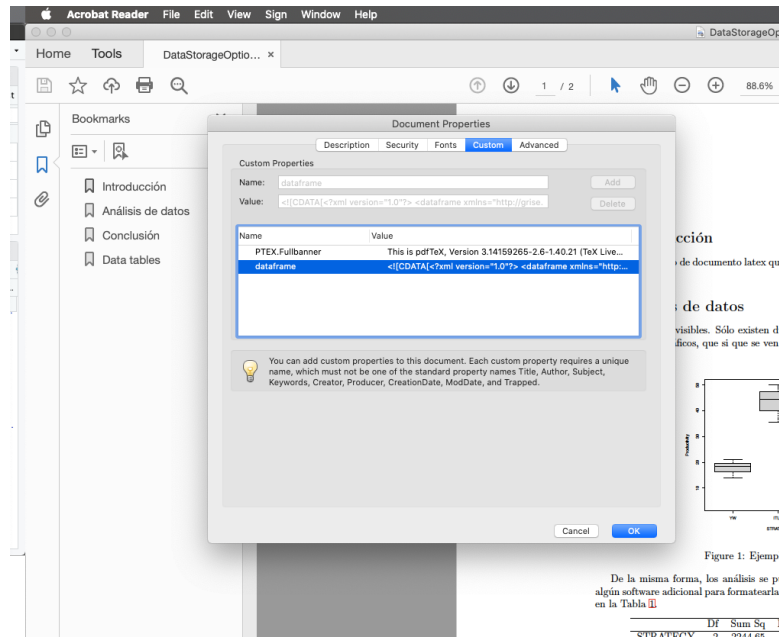 Acrobat Reader File Edit View Sign Window Help
DataStorageOp
Home Tools DataStorageOptio... ×
1 / 2 88.6%
Bookmarks
Introducción
Análisis de datos
Conclusión
Data tables
Document Properties
Description Security Fonts Custom Advanced
Custom Properties
Name: dataframe Add
Value: <![CDATA[<?xml version="1.0"?> <dataframe xmlns="http://grise. Delete
Name Value
PTEX.Fullbanner This is pdfTeX, Version 3.14159265-2.6-1.40.21 (TeX Live...
dataframe <![CDATA[<?xml version="1.0"?> <dataframe xmlns="http:...
You can add custom properties to this document. Each custom property requires a unique
name, which must not be one of the standard property names Title, Author, Subject,
Keywords, Creator, Producer, CreationDate, ModDate, and Trapped.
Cancel OK
cción
de documento latex qu
de datos
visibles. Sólo existen d
ficos, que si que se ven
Productivity
YW
Figure 1: Ejemp
De la misma forma, los análisis se p
algún software adicional para formatearla
en la Tabla 1.
Df Sum Sq
STRATEGY 2 2244.65